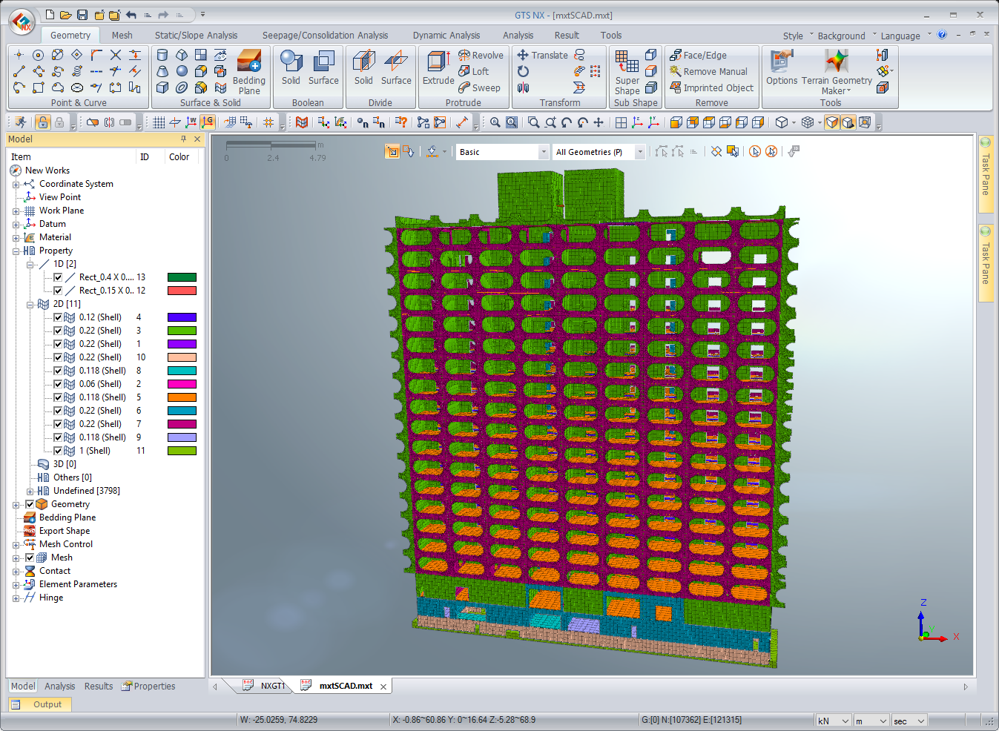 GTS NX - [mxtSCAD.mxt]
Geometry Mesh Static/Slope Analysis Seepage/Consolidation Analysis Dynamic Analysis Analysis Result Tools Style Background Language
Bedding Plane
Solid Surface
Solid Surface
Extrude
Revolve
Loft
Sweep
Translate
Super Shape
Face/Edge
Remove Manual
Imprinted Object
Options
Terrain Geometry Maker
Point & Curve Surface & Solid Boolean Divide Protrude Transform Sub Shape Remove Tools
Model
Item ID Color
New Works
Coordinate System
View Point
Work Plane
Datum
Material
Property
1D [2]
Rect_0.4 X 0.... 13
Rect_0.15 X 0.. 12
2D [11]
0.12 (Shell) 4
0.22 (Shell) 3
0.22 (Shell) 1
0.22 (Shell) 10
0.118 (Shell) 8
0.06 (Shell) 2
0.118 (Shell) 5
0.22 (Shell) 6
0.22 (Shell) 7
0.118 (Shell) 9
1 (Shell) 11
3D [0]
Others [0]
Undefined [3798]
Geometry
Bedding Plane
Export Shape
Mesh Control
Mesh
Contact
Element Parameters
Hinge
m
0 2.4 4.79
Basic All Geometries (P)
Task Pane
Task Pane
Z
Y
X
Model Analysis Results Properties
NXGT1 mxtSCAD.mxt
Output
W: -25.0259, 74.8229 X: -0.86~60.86 Y: 0~16.64 Z:-5.28~68.9 G:[0] N:[107362] E:[121315] kN m sec